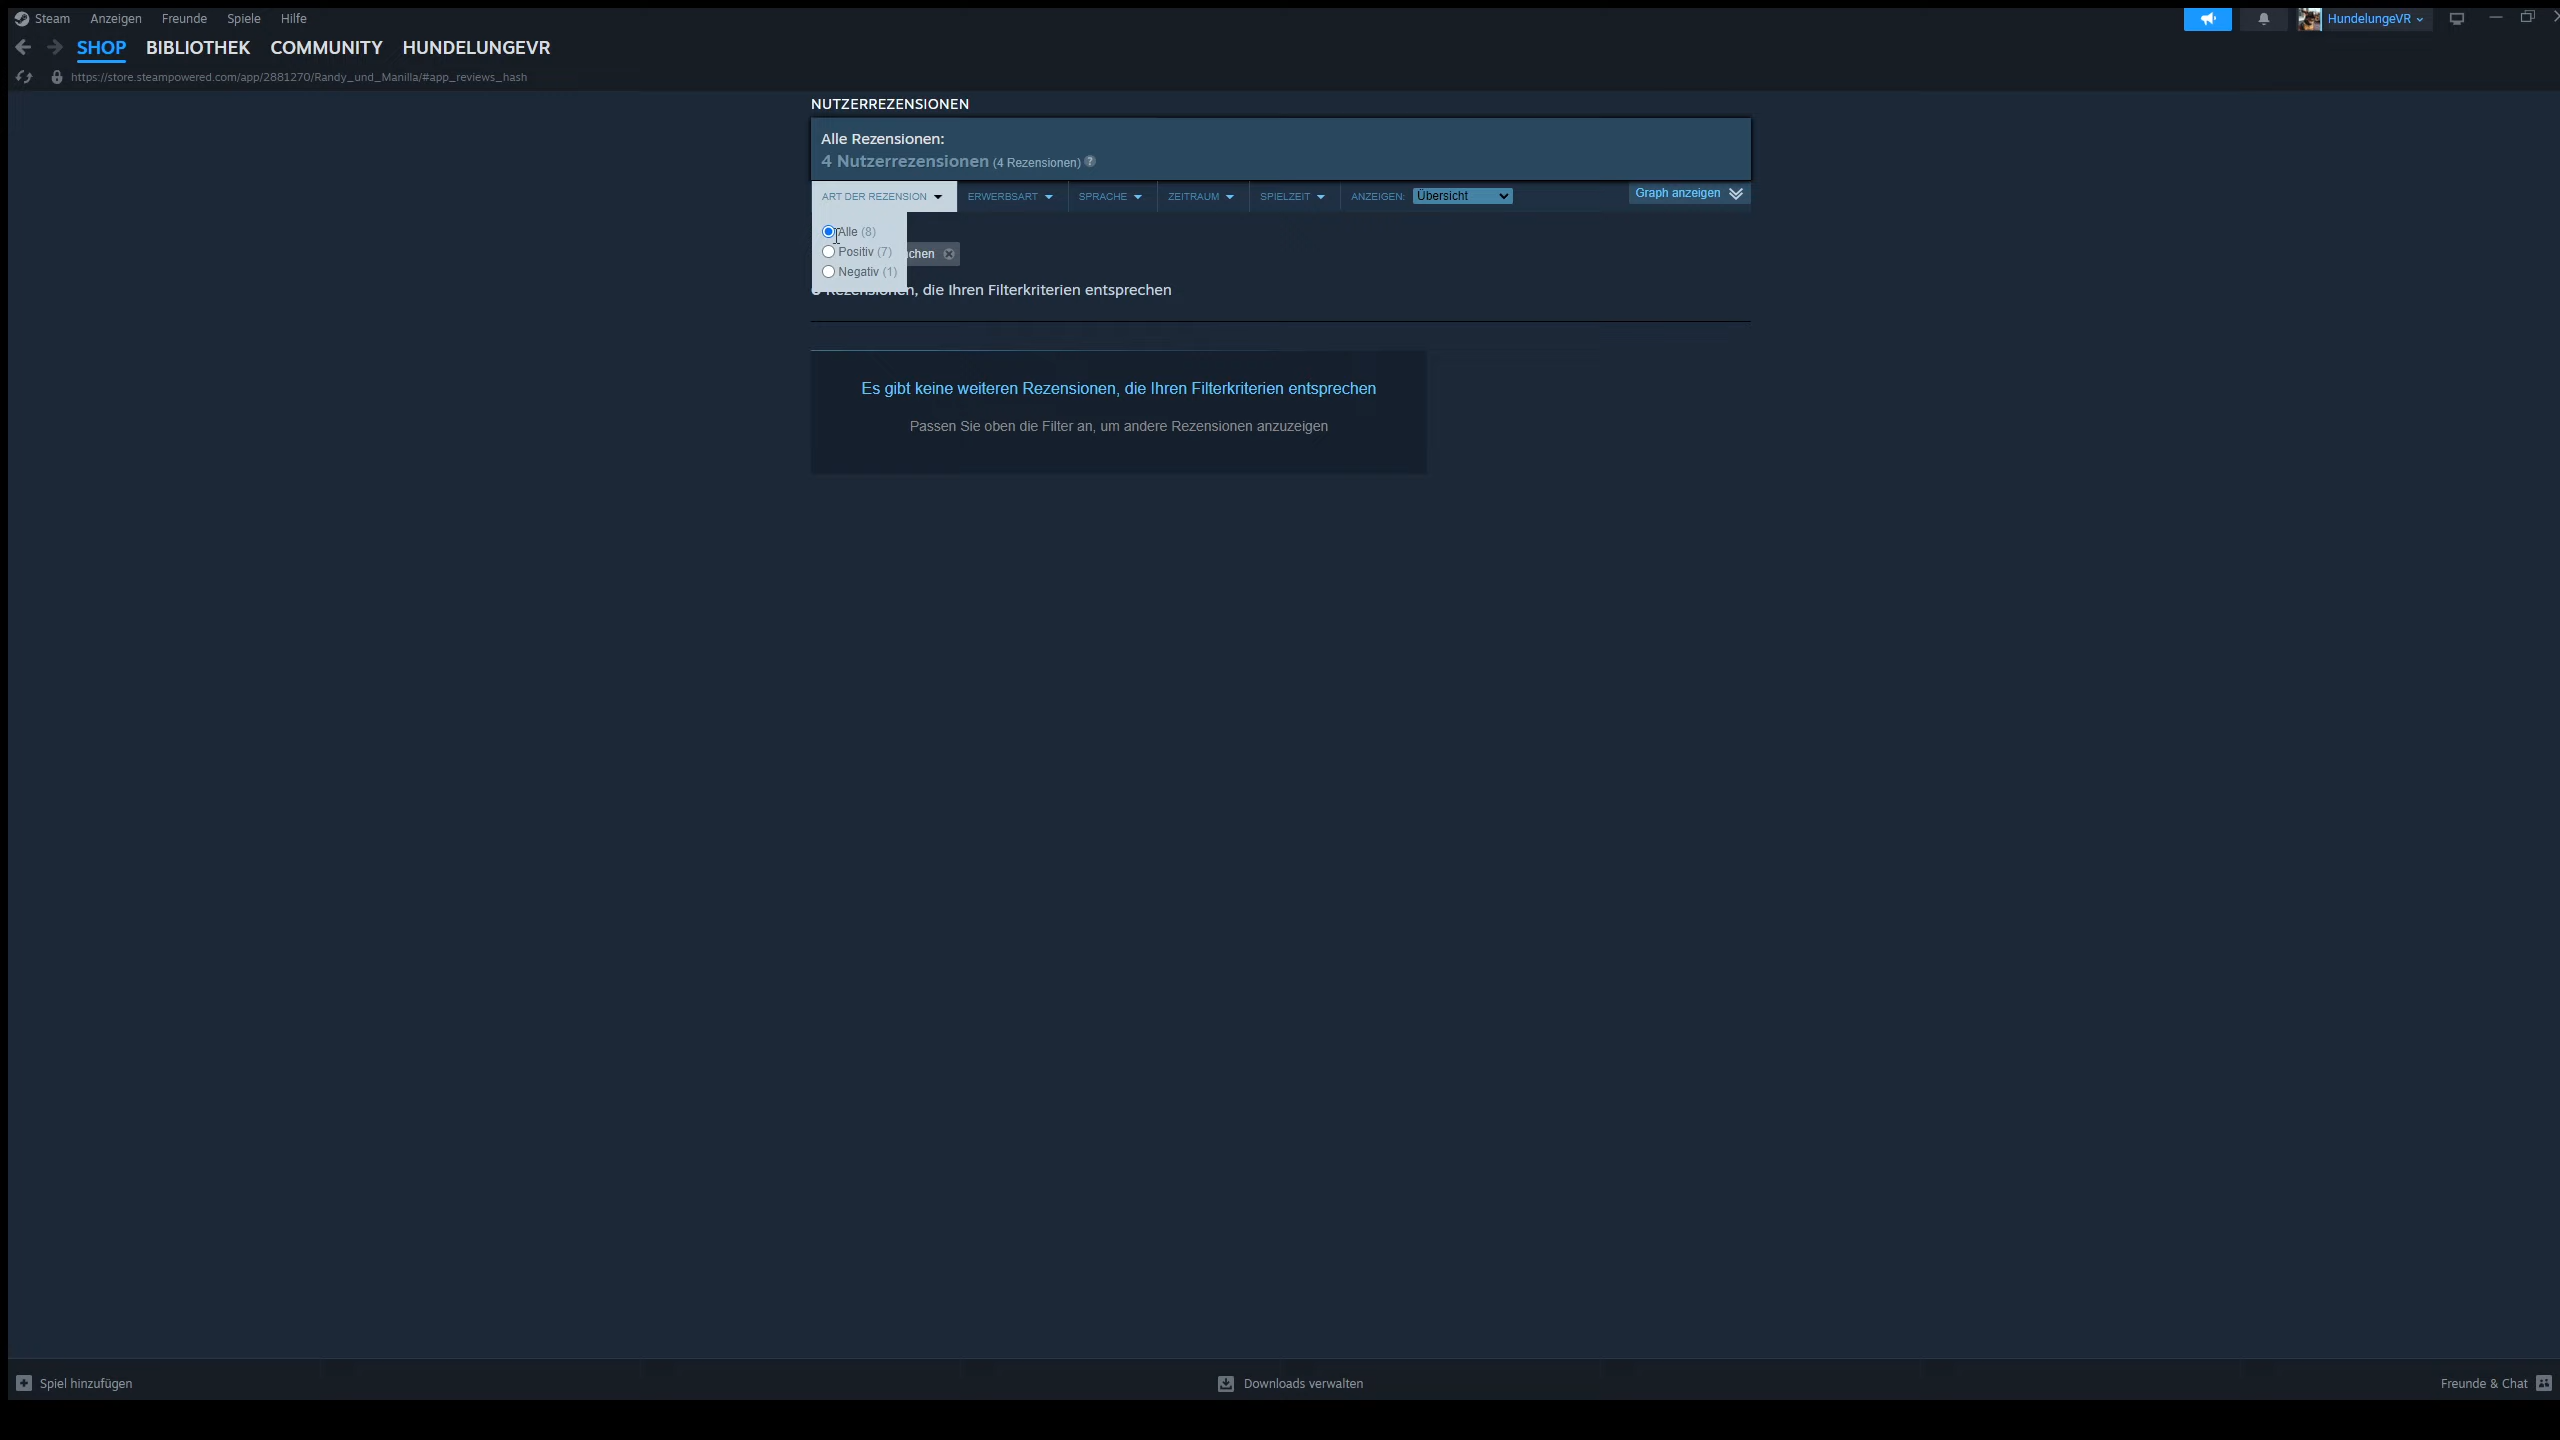 Steam Anzeigen Freunde Spiele Hilfe
HundelungeVR
SHOP BIBLIOTHEK COMMUNITY HUNDELUNGEVR
https://store.steampowered.com/app/2881270/Randy_und_Manilla/#app_reviews_hash
NUTZERREZENSIONEN
Alle Rezensionen:
4 Nutzerrezensionen (4 Rezensionen) ?
ART DER REZENSION ERWERBSART SPRACHE ZEITRAUM SPIELZEIT ANZEIGEN: Übersicht Graph anzeigen
Alle (8)
Positiv (7)
Negativ (1)
Rezensionen, die Ihren Filterkriterien entsprechen
Es gibt keine weiteren Rezensionen, die Ihren Filterkriterien entsprechen
Passen Sie oben die Filter an, um andere Rezensionen anzuzeigen
Spiel hinzufügen Downloads verwalten Freunde & Chat